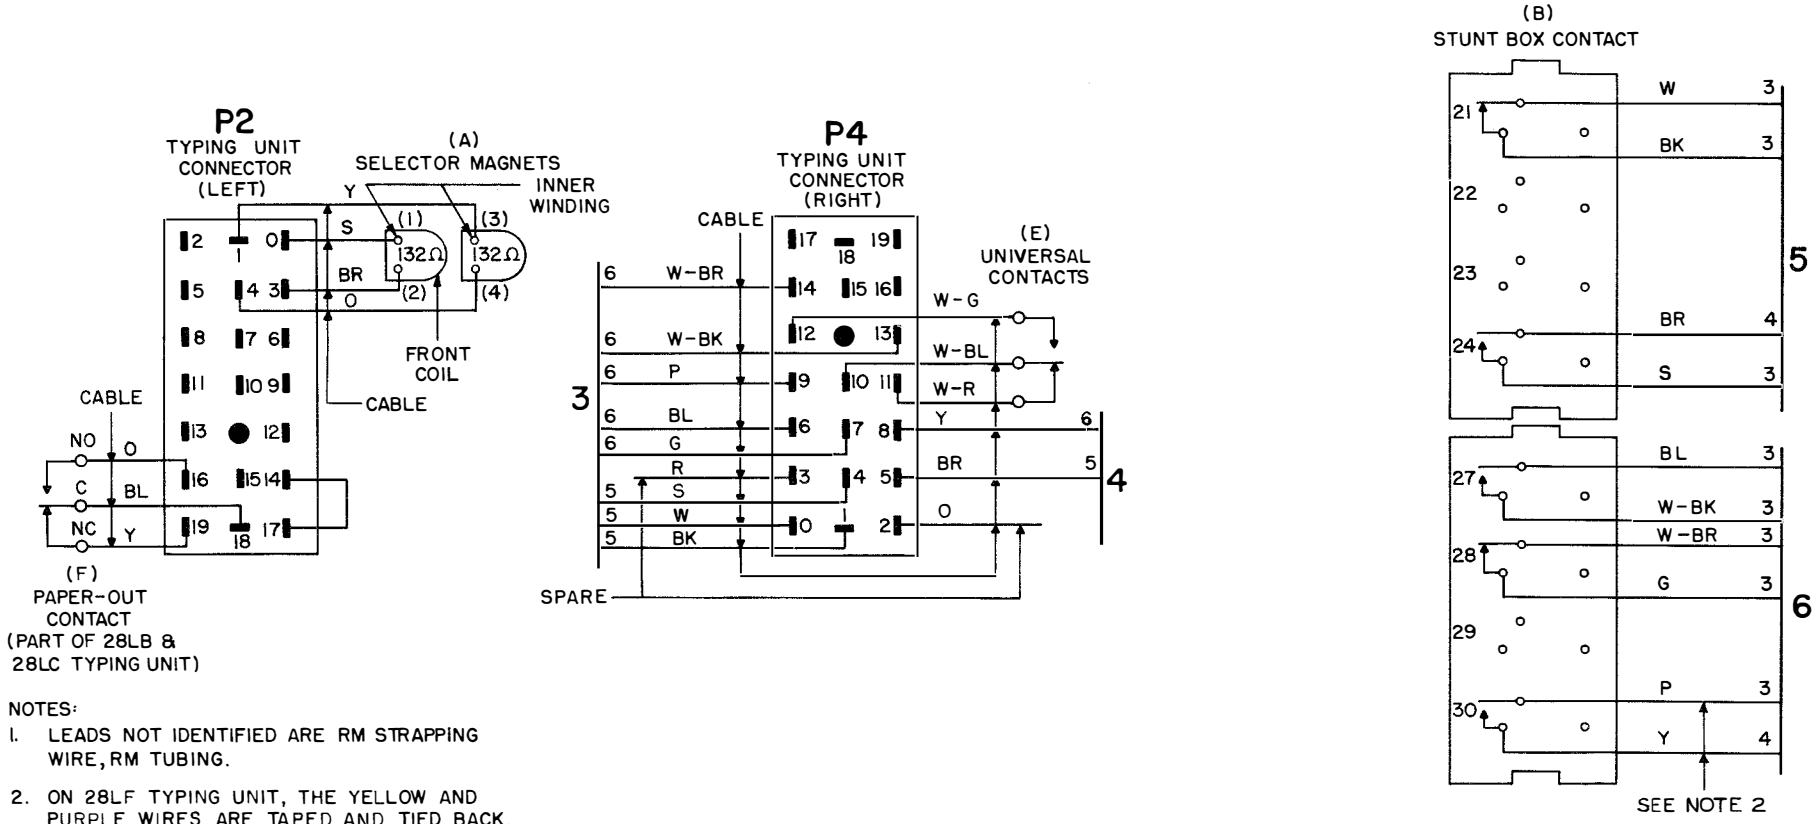 (B)
STUNT BOX CONTACT
P2
TYPING UNIT
CONNECTOR
(LEFT)
(A)
SELECTOR MAGNETS
INNER
WINDING
Y
S
BR
O
(1)
(3)
132Ω
132Ω
(2)
(4)
FRONT
COIL
CABLE
2 1 0
5 4 3
8 7 6
11 10 9
13 12
16 15 14
19 18 17
CABLE
NO O
C BL
NC Y
(F)
PAPER-OUT
CONTACT
(PART OF 28LB &
28LC TYPING UNIT)
P4
TYPING UNIT
CONNECTOR
(RIGHT)
CABLE
3
6 W-BR
6 W-BK
6 P
6 BL
6 G
R
5 S
5 W
5 BK
SPARE
17 18 19
14 15 16
12 13
9 10 11
6 7 8
3 4 5
0 2
(E)
UNIVERSAL
CONTACTS
W-G
W-BL
W-R
Y 6
BR 5
O
4
21 W 3
BK 3
22
23
24 BR 4
S 3
5
27 BL 3
W-BK 3
28 W-BR 3
G 3
29
30 P 3
Y 4
6
SEE NOTE 2
NOTES:
1. LEADS NOT IDENTIFIED ARE RM STRAPPING
WIRE, RM TUBING.
2. ON 28LF TYPING UNIT, THE YELLOW AND
PURPLE WIRES ARE TAPED AND TIED BACK.